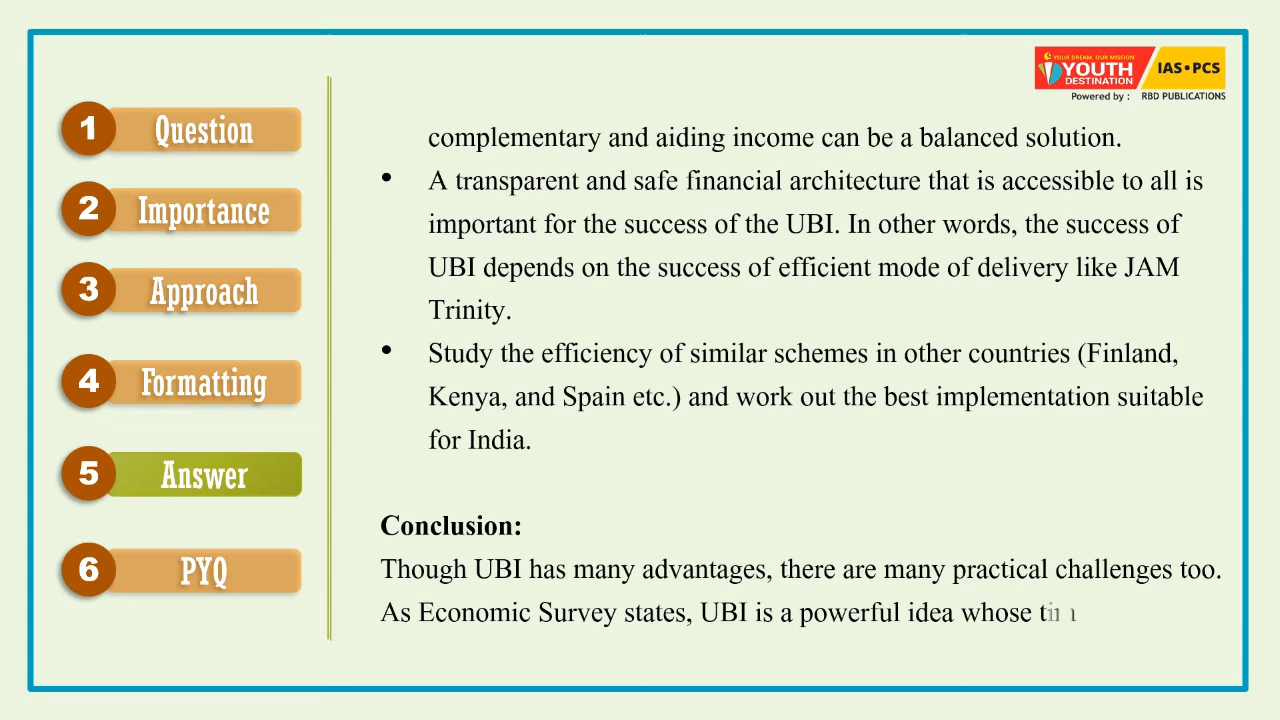 YOUR DREAM, OUR MISSION
YOUTH
DESTINATION
IAS•PCS
Powered by : RBD PUBLICATIONS
1 Question
2 Importance
3 Approach
4 Formatting
5 Answer
6 PYQ
complementary and aiding income can be a balanced solution.
• A transparent and safe financial architecture that is accessible to all is
important for the success of the UBI. In other words, the success of
UBI depends on the success of efficient mode of delivery like JAM
Trinity.
• Study the efficiency of similar schemes in other countries (Finland,
Kenya, and Spain etc.) and work out the best implementation suitable
for India.
Conclusion:
Though UBI has many advantages, there are many practical challenges too.
As Economic Survey states, UBI is a powerful idea whose